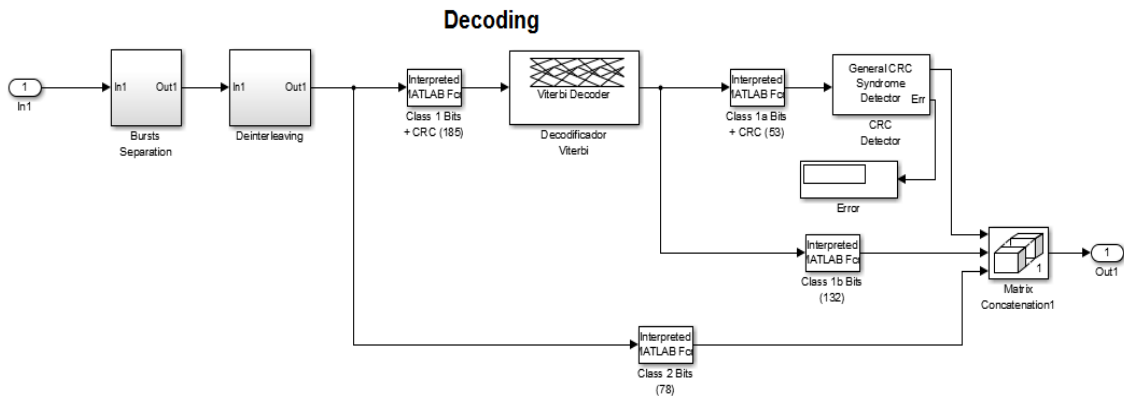 Decoding
1
In1
In1 Out1
Bursts
Separation
In1 Out1
Deinterleaving
Interpreted
MATLAB Fcn
Class 1 Bits
+ CRC (185)
Viterbi Decoder
Decodificador
Viterbi
Interpreted
MATLAB Fcn
Class 1a Bits
+ CRC (53)
General CRC
Syndrome
Detector
Err
CRC
Detector
Error
Interpreted
MATLAB Fcn
Class 1b Bits
(132)
Interpreted
MATLAB Fcn
Class 2 Bits
(78)
1
Matrix
Concatenation1
1
Out1